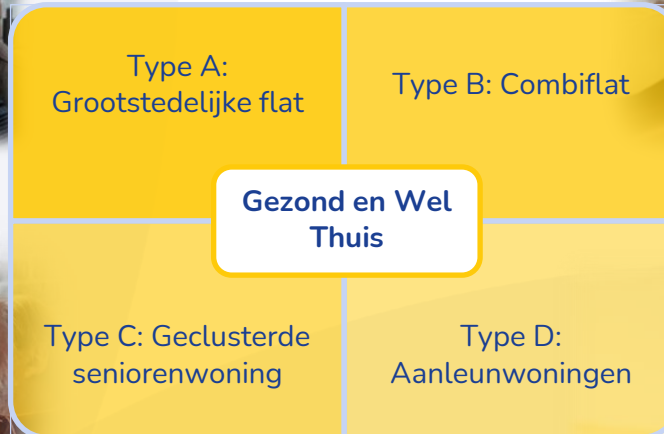 Type A:
Grootstedelijke flat
Type B: Combiflat
Gezond en Wel
Thuis
Type C: Geclusterde
seniorenwoning
Type D:
Aanleunwoningen